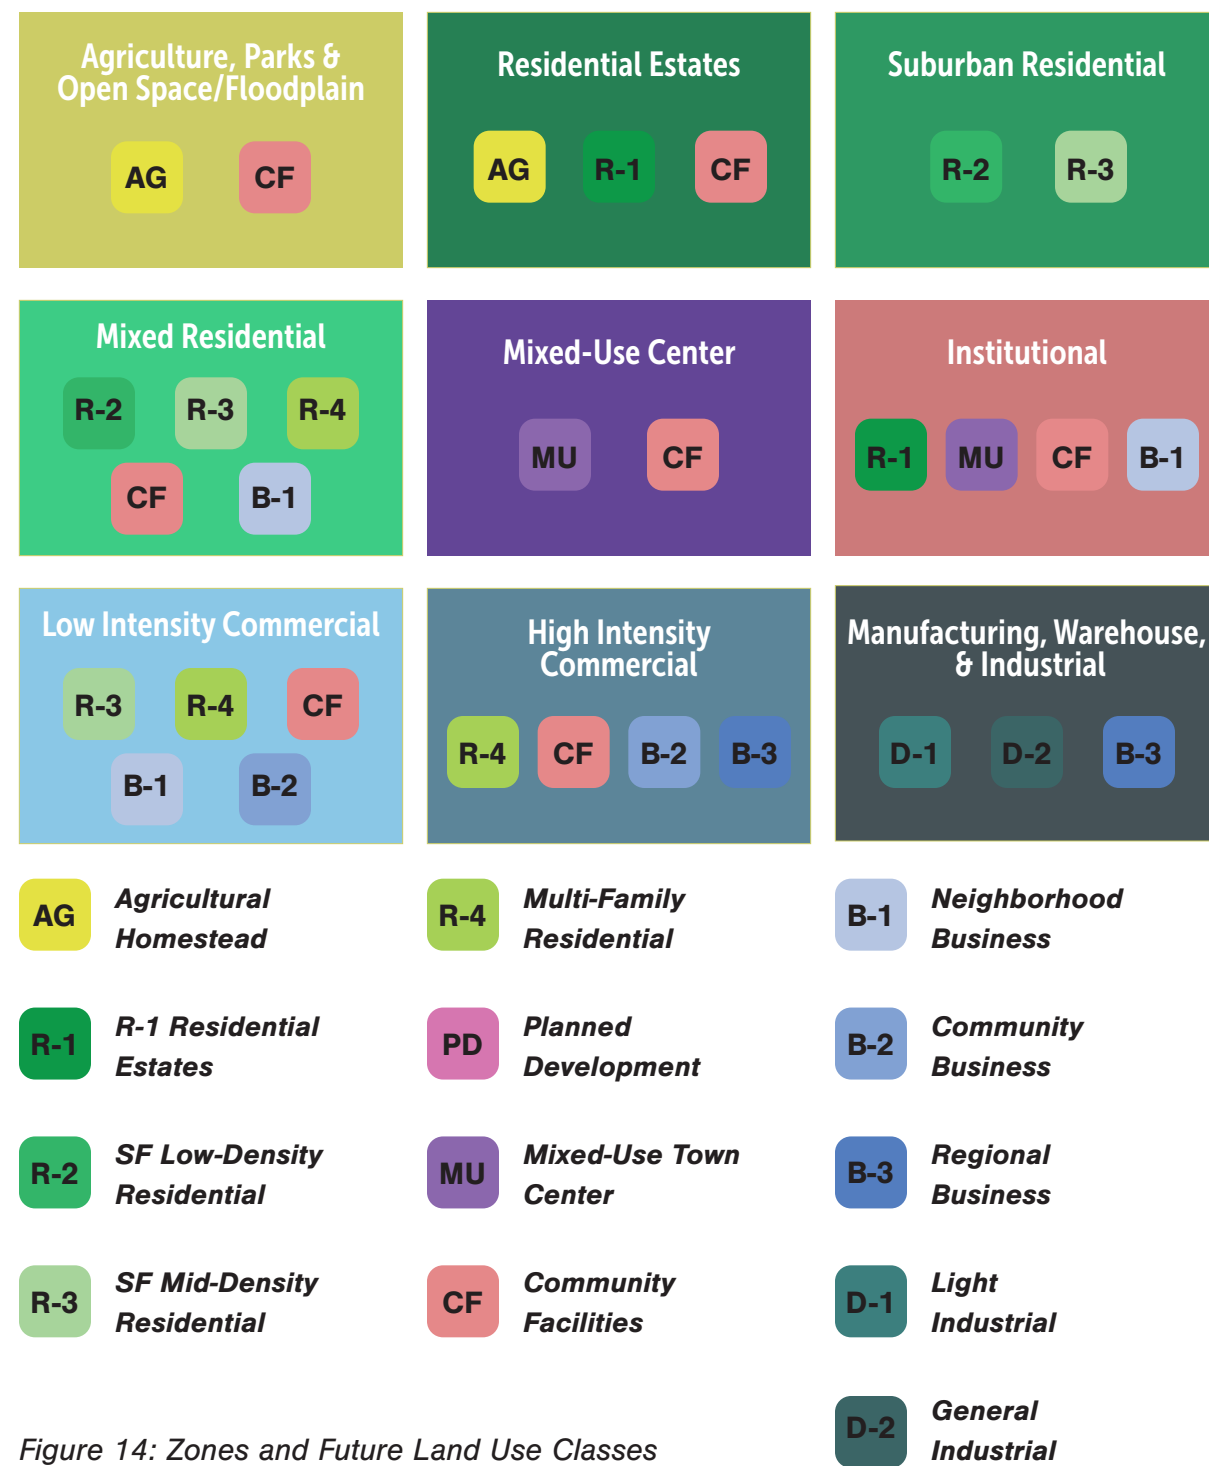 Agriculture, Parks &
Open Space/Floodplain
AG CF
Residential Estates
AG R-1 CF
Suburban Residential
R-2 R-3
Mixed Residential
R-2 R-3 R-4
CF B-1
Mixed-Use Center
MU CF
Institutional
R-1 MU CF B-1
Low Intensity Commercial
R-3 R-4 CF
B-1 B-2
High Intensity
Commercial
R-4 CF B-2 B-3
Manufacturing, Warehouse,
& Industrial
D-1 D-2 B-3
AG
Agricultural
Homestead
R-1
R-1 Residential
Estates
R-2
SF Low-Density
Residential
R-3
SF Mid-Density
Residential
R-4
Multi-Family
Residential
PD
Planned
Development
MU
Mixed-Use Town
Center
CF
Community
Facilities
B-1
Neighborhood
Business
B-2
Community
Business
B-3
Regional
Business
D-1
Light
Industrial
D-2
General
Industrial
Figure 14: Zones and Future Land Use Classes